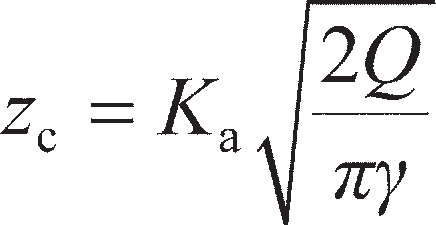 z_c = K_a √(2Q/πγ)